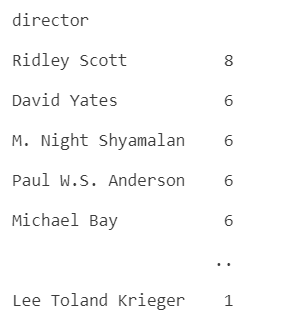 director
Ridley Scott 8
David Yates 6
M. Night Shyamalan 6
Paul W.S. Anderson 6
Michael Bay 6
..
Lee Toland Krieger 1